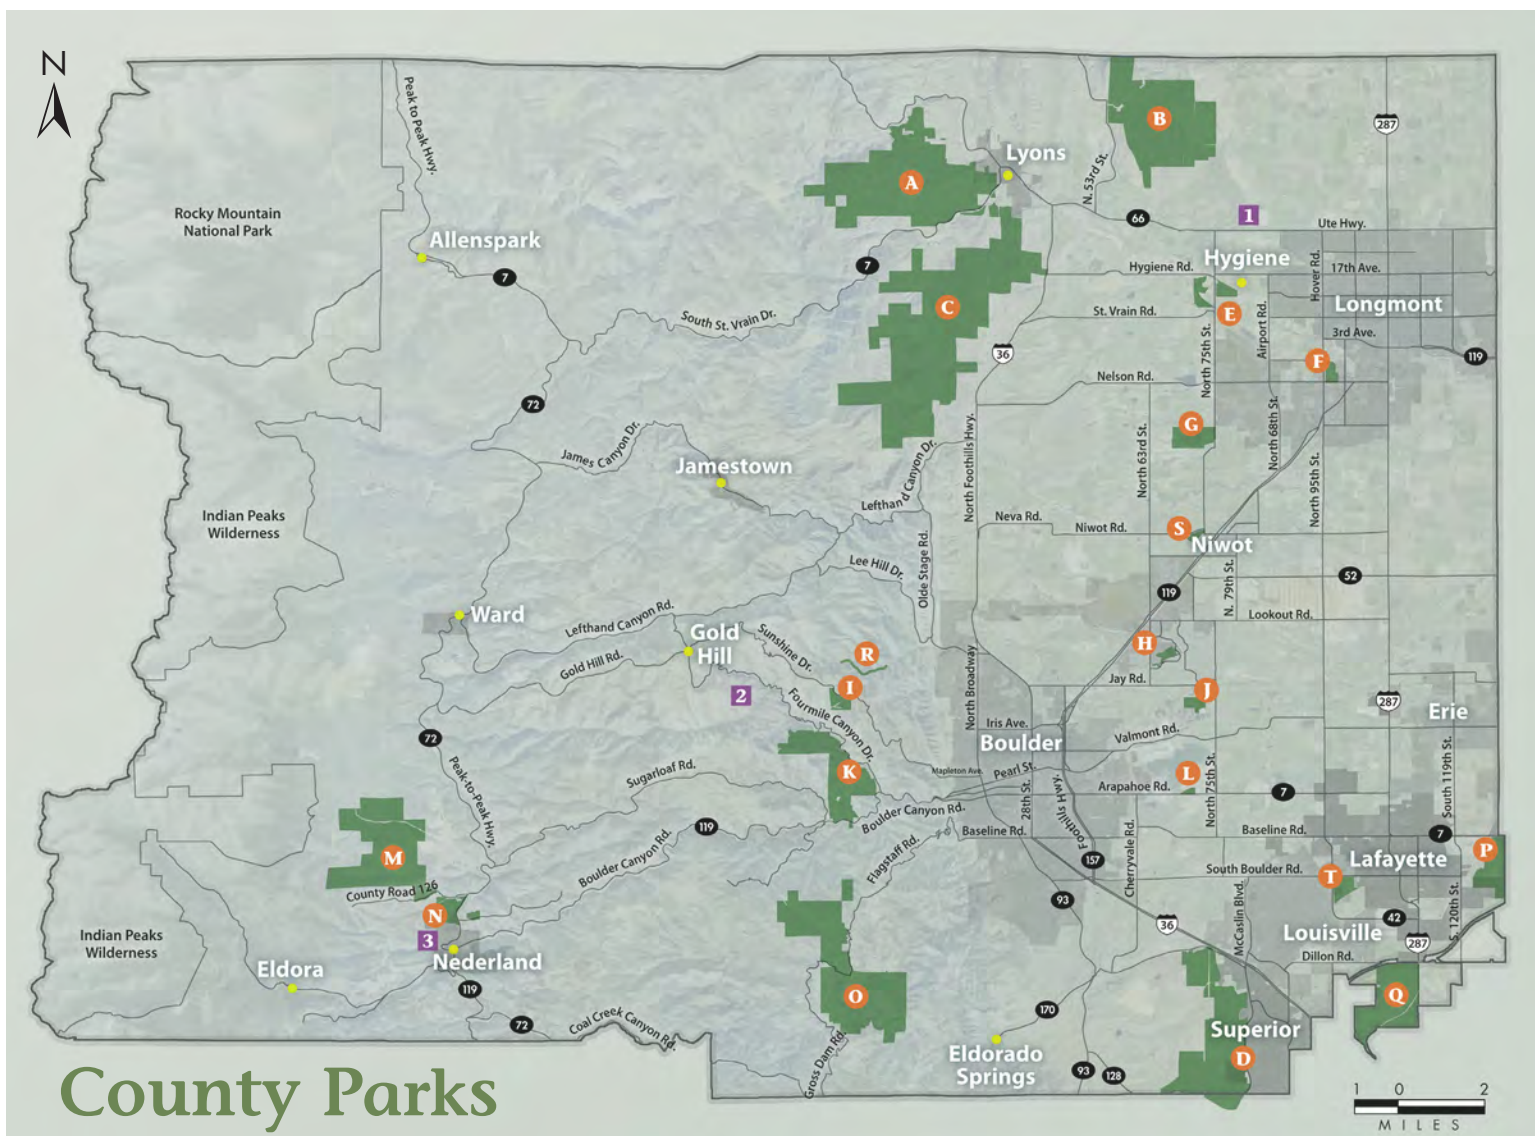 N
Peak to Peak Hwy.
B
Lyons
287
A
N. 53rd St.
Rocky Mountain
National Park
66
1
Ute Hwy.
Allenspark
7
7
Hygiene
Hygiene Rd.
Hover Rd.
17th Ave.
C
South St. Vrain Dr.
St. Vrain Rd.
E
Airport Rd.
Longmont
3rd Ave.
36
North 75th St.
F
119
Nelson Rd.
72
G
James Canyon Dr.
North Foothills Hwy.
North 63rd St.
North 68th St.
Jamestown
Lefthand Canyon Dr.
North 95th St.
Indian Peaks
Wilderness
Neva Rd.
Niwot Rd.
S
Niwot
Lee Hill Dr.
Olde Stage Rd.
N. 79th St.
52
119
Ward
Lefthand Canyon Rd.
Lookout Rd.
Gold
Hill
Sunshine Dr.
H
R
Gold Hill Rd.
I
Jay Rd.
J
2
North Broadway
287
Fourmile Canyon Dr.
Iris Ave.
Erie
72
Boulder
Valmont Rd.
Peak-to-Peak Hwy.
Sugarloaf Rd.
K
Mapleton Ave.
Pearl St.
L
North 75th St.
South 119th St.
Arapahoe Rd.
7
28th St.
Foothills Hwy.
Boulder Canyon Rd.
119
Baseline Rd.
Baseline Rd.
7
Boulder Canyon Rd.
Flagstaff Rd.
157
Cherryvale Rd.
M
Lafayette
P
South Boulder Rd.
T
County Road 126
93
McCaslin Blvd.
N
36
42
S. 120th St.
3
Louisville
287
Indian Peaks
Wilderness
Nederland
Dillon Rd.
Eldora
119
O
Q
72
Coal Creek Canyon Rd.
170
Superior
Eldorado
Springs
D
Gross Dam Rd.
93
128
County Parks
1 0 2
MILES